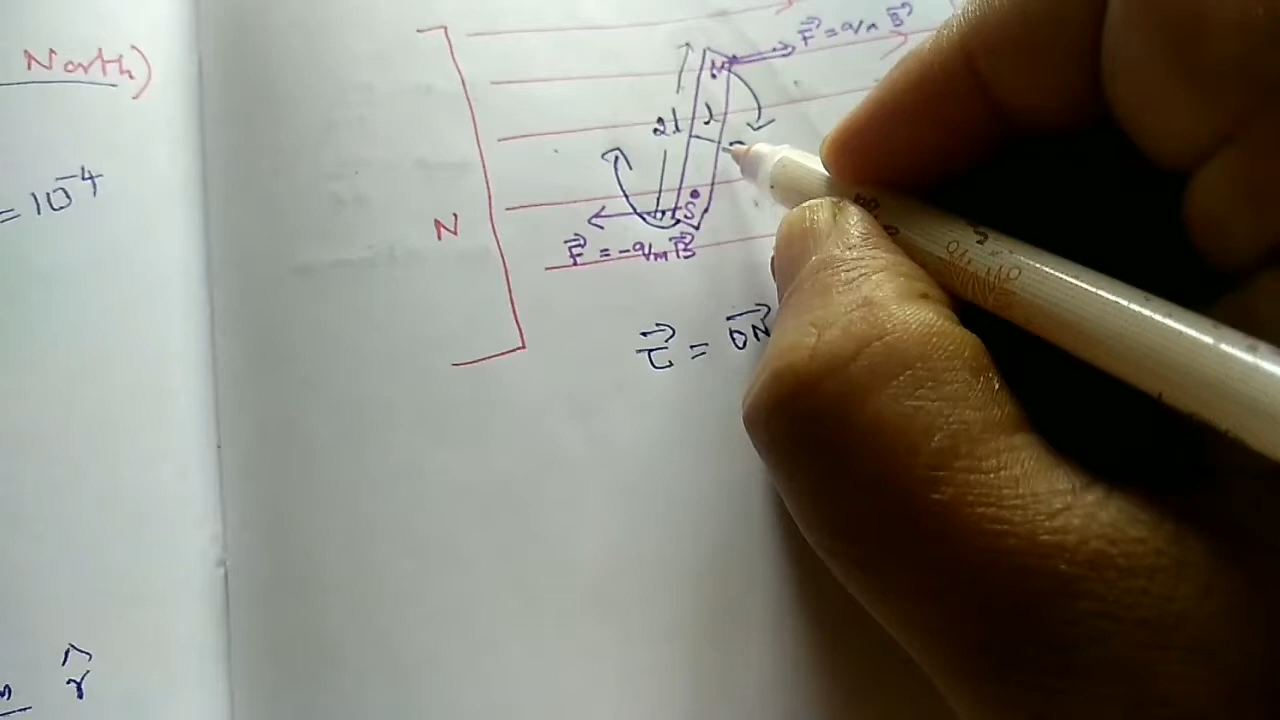 North)
= 10⁻⁴
r̂
N
F⃗ = qₘ B⃗
N
2l
l
S
F⃗ = -qₘ B⃗
τ⃗ = ON⃗